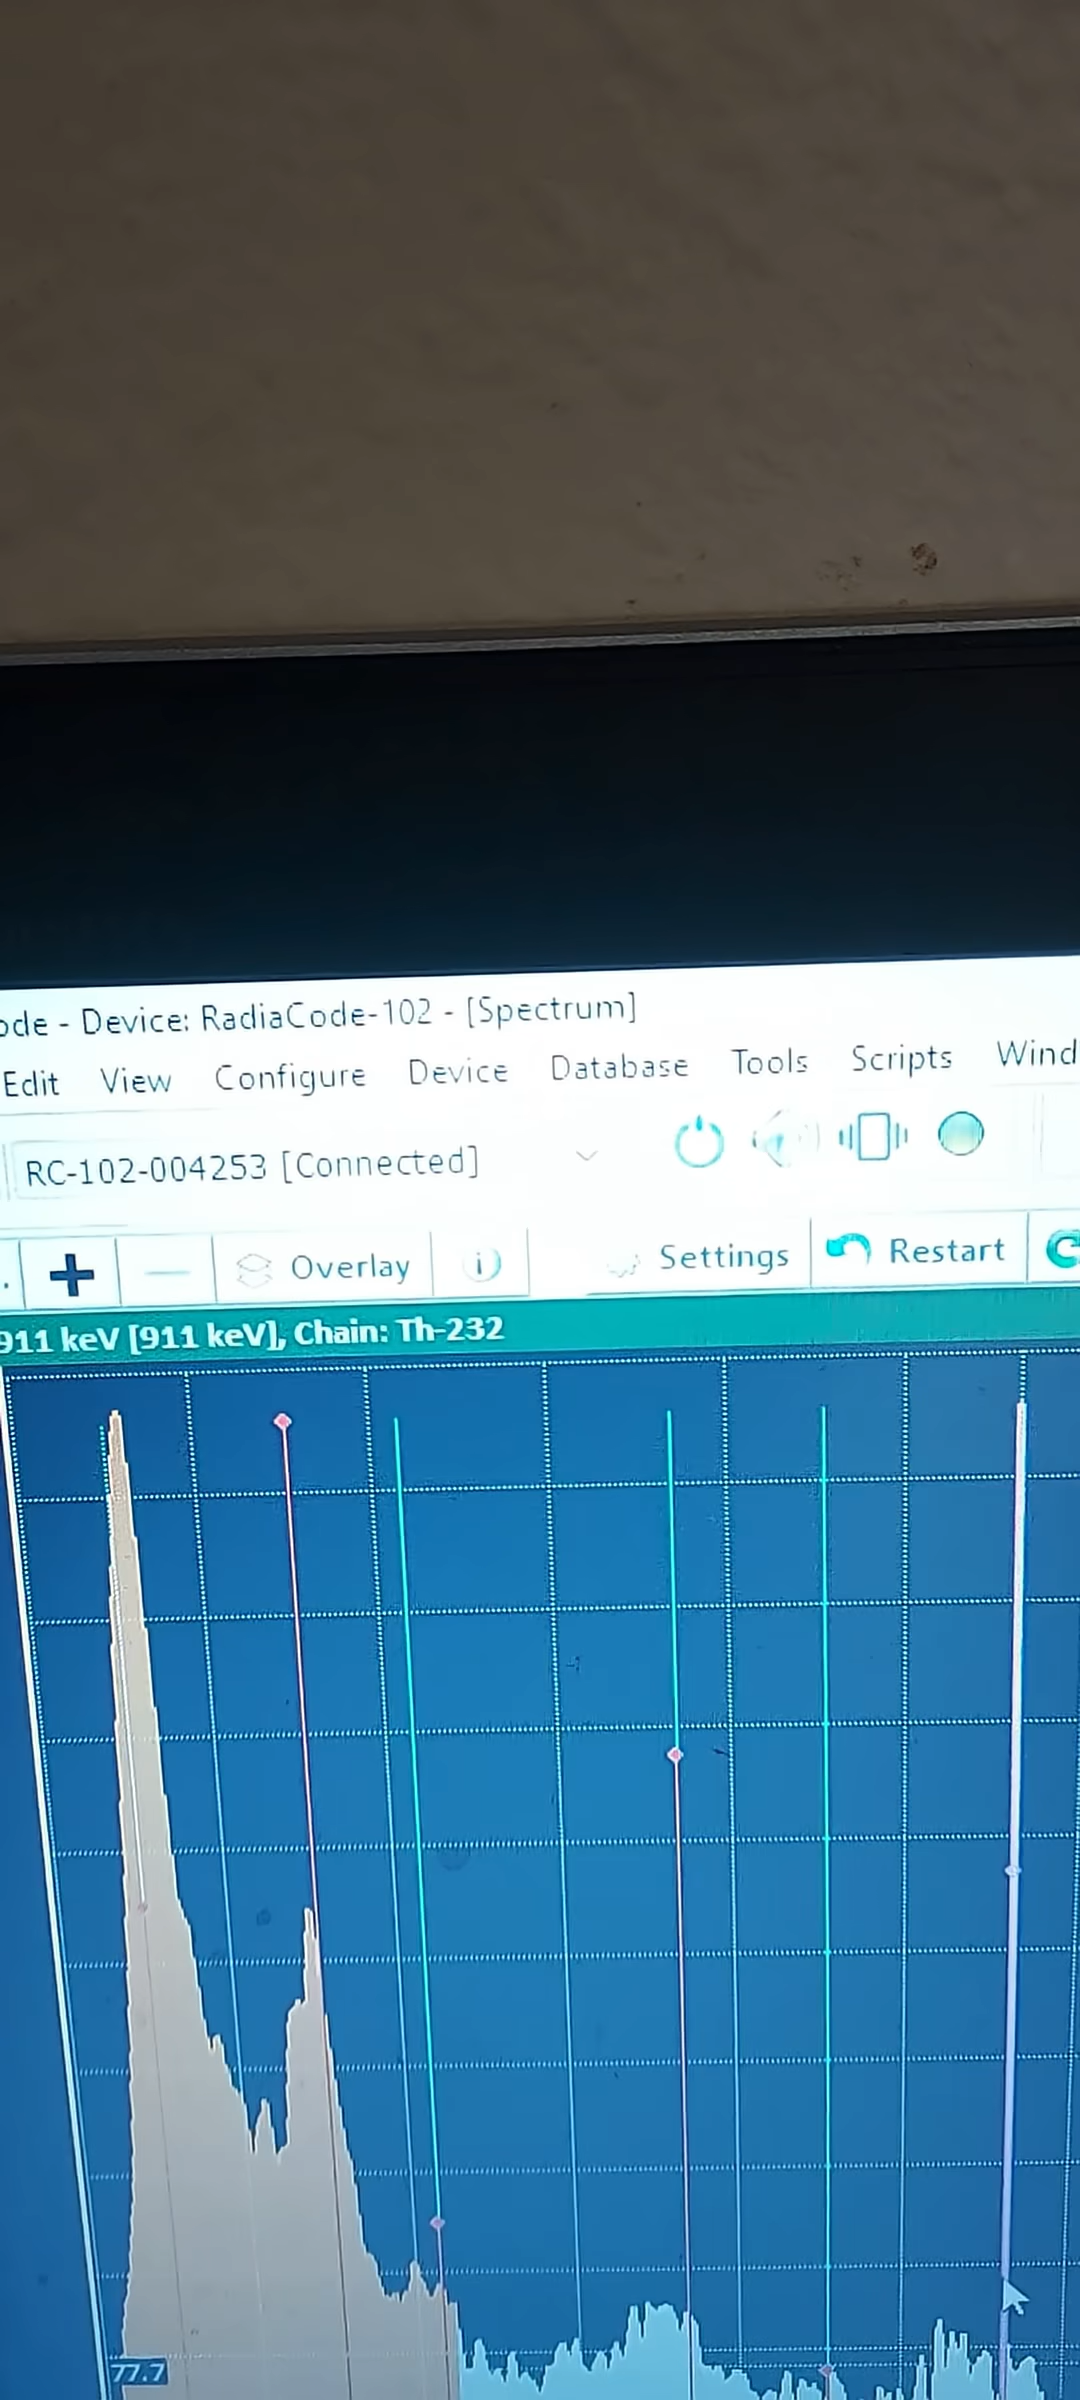 ode - Device: RadiaCode-102 - [Spectrum]
Edit View Configure Device Database Tools Scripts Wind
RC-102-004253 [Connected]
+ Overlay i Settings Restart
911 keV [911 keV], Chain: Th-232
77.7